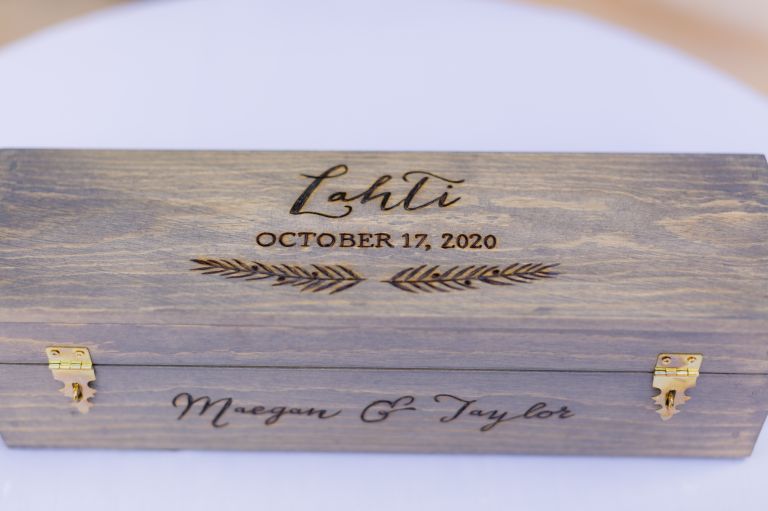 Lahti
OCTOBER 17, 2020
Maegan & Taylor